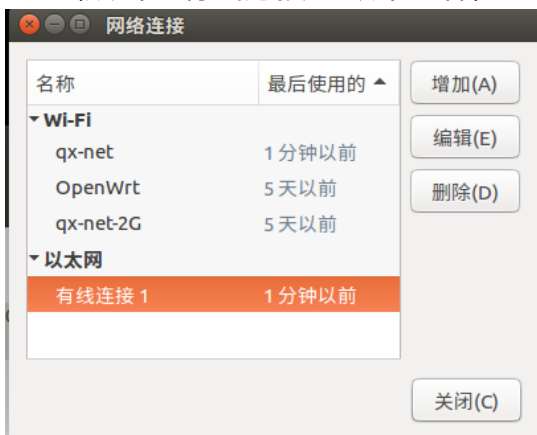 网络连接
名称 最后使用的
增加(A)
Wi-Fi
编辑(E)
qx-net 1 分钟以前
OpenWrt 5 天以前
删除(D)
qx-net-2G 5 天以前
以太网
有线连接 1 1 分钟以前
关闭(C)